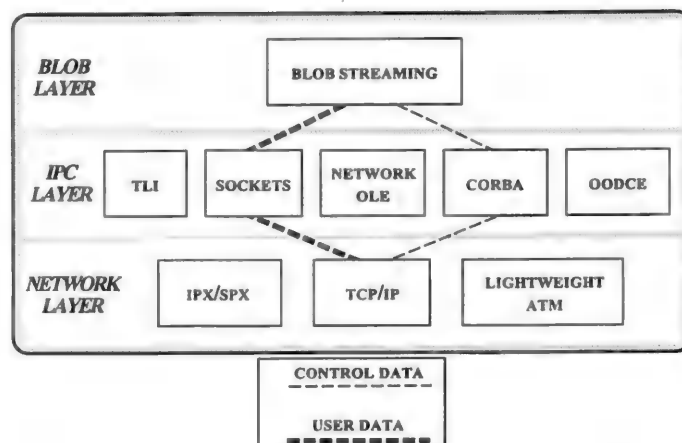 BLOB
LAYER
BLOB STREAMING
IPC
LAYER
TLI
SOCKETS
NETWORK
OLE
CORBA
OODCE
NETWORK
LAYER
IPX/SPX
TCP/IP
LIGHTWEIGHT
ATM
CONTROL DATA
USER DATA